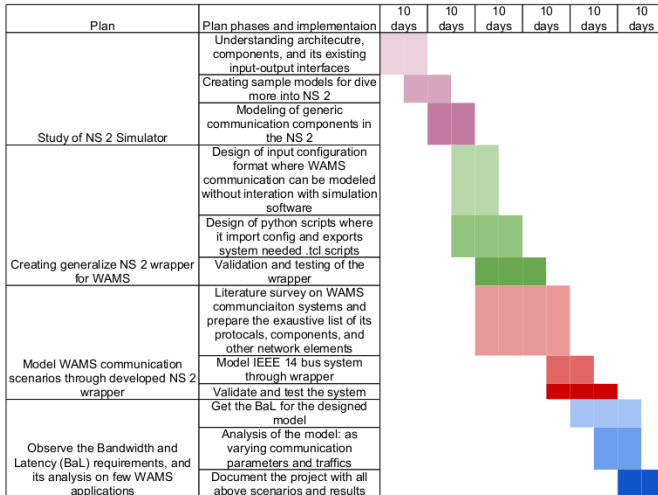 Plan
Plan phases and implementaion
10 days
10 days
10 days
10 days
10 days
10 days
Study of NS 2 Simulator
Understanding architecutre,
components, and its existing
input-output interfaces
Creating sample models for dive
more into NS 2
Modeling of generic
communication components in
the NS 2
Creating generalize NS 2 wrapper
for WAMS
Design of input configuration
format where WAMS
communication can be modeled
without interation with simulation
software
Design of python scripts where
it import config and exports
system needed .tcl scripts
Validation and testing of the
wrapper
Model WAMS communication
scenarios through developed NS 2
wrapper
Literature survey on WAMS
communciaiton systems and
prepare the exaustive list of its
protocals, components, and
other network elements
Model IEEE 14 bus system
through wrapper
Validate and test the system
Observe the Bandwidth and
Latency (BaL) requirements, and
its analysis on few WAMS
applications
Get the BaL for the designed
model
Analysis of the model: as
varying communication
parameters and traffics
Document the project with all
above scenarios and results